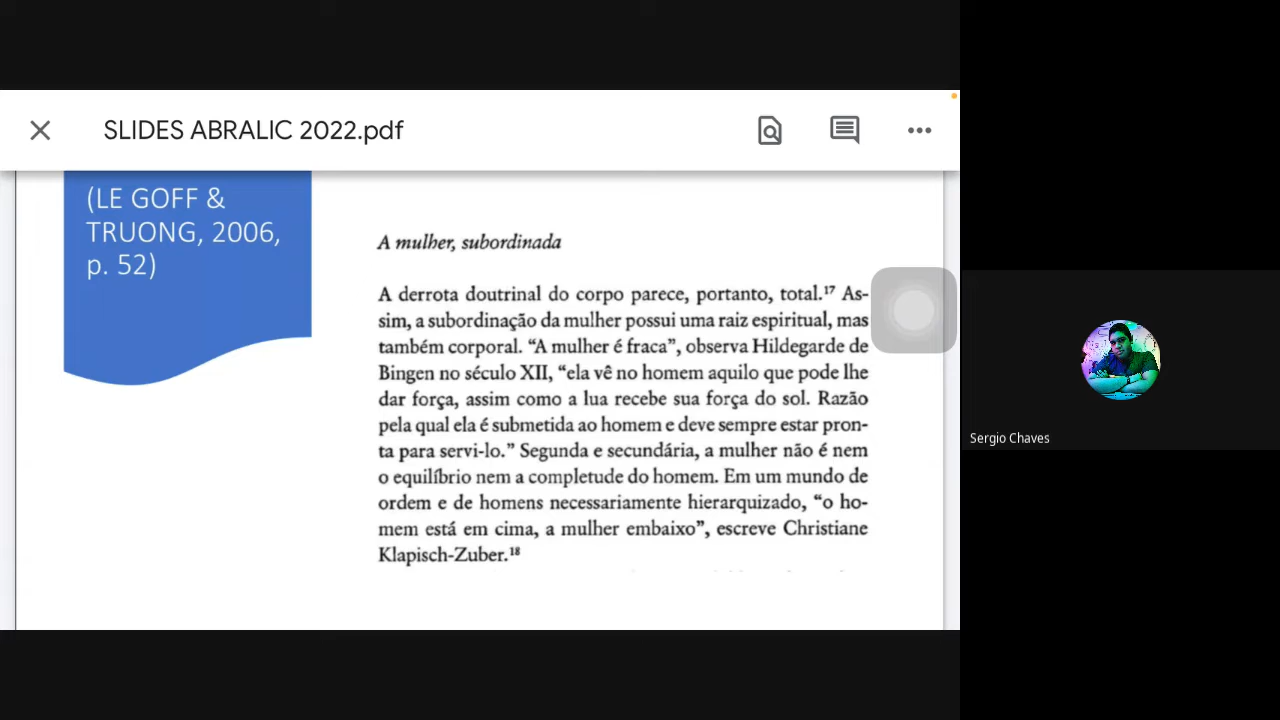 SLIDES ABRALIC 2022.pdf
(LE GOFF &
TRUONG, 2006,
p. 52)
A mulher, subordinada
A derrota doutrinal do corpo parece, portanto, total.¹⁷ As-
sim, a subordinação da mulher possui uma raiz espiritual, mas
também corporal. “A mulher é fraca”, observa Hildegarde de
Bingen no século XII, “ela vê no homem aquilo que pode lhe
dar força, assim como a lua recebe sua força do sol. Razão
pela qual ela é submetida ao homem e deve sempre estar pron-
ta para servi-lo.” Segunda e secundária, a mulher não é nem
o equilíbrio nem a completude do homem. Em um mundo de
ordem e de homens necessariamente hierarquizado, “o ho-
mem está em cima, a mulher embaixo”, escreve Christiane
Klapisch-Zuber.¹⁸
Sergio Chaves